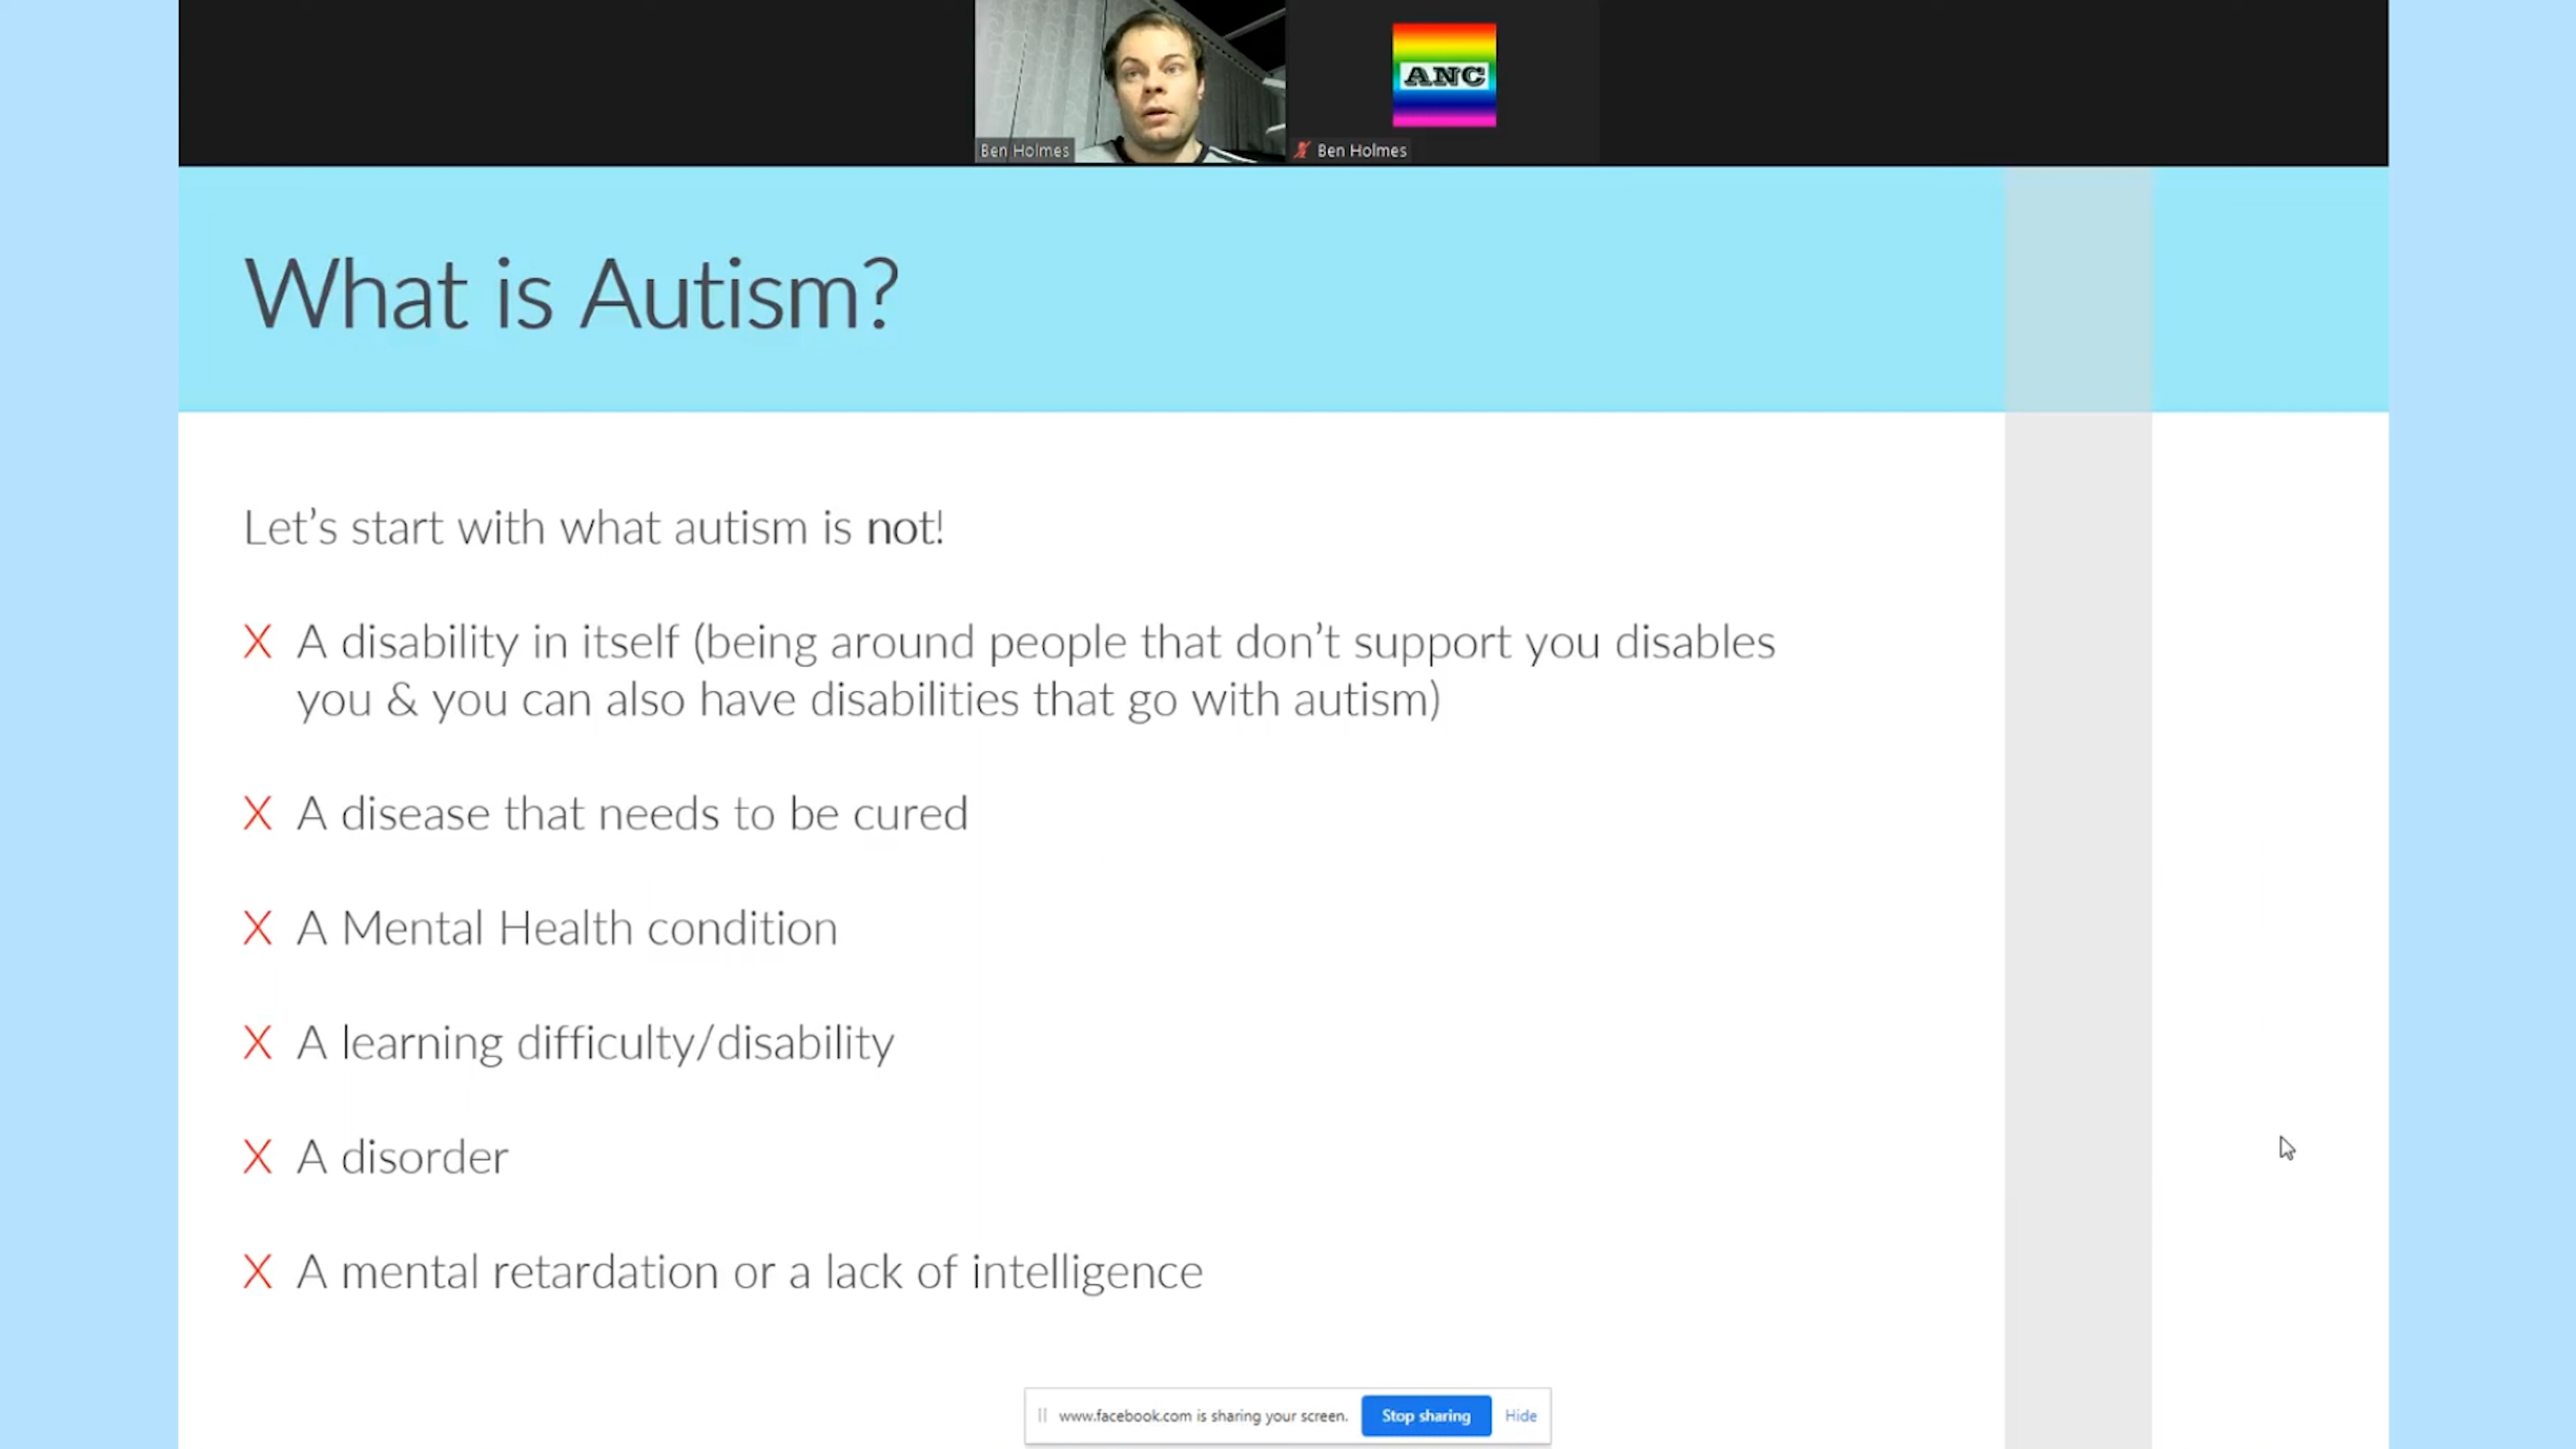 ANC
Ben Holmes
Ben Holmes
What is Autism?
Let's start with what autism is not!
X A disability in itself (being around people that don't support you disables
you & you can also have disabilities that go with autism)
X A disease that needs to be cured
X A Mental Health condition
X A learning difficulty/disability
X A disorder
X A mental retardation or a lack of intelligence
www.facebook.com is sharing your screen. Stop sharing Hide